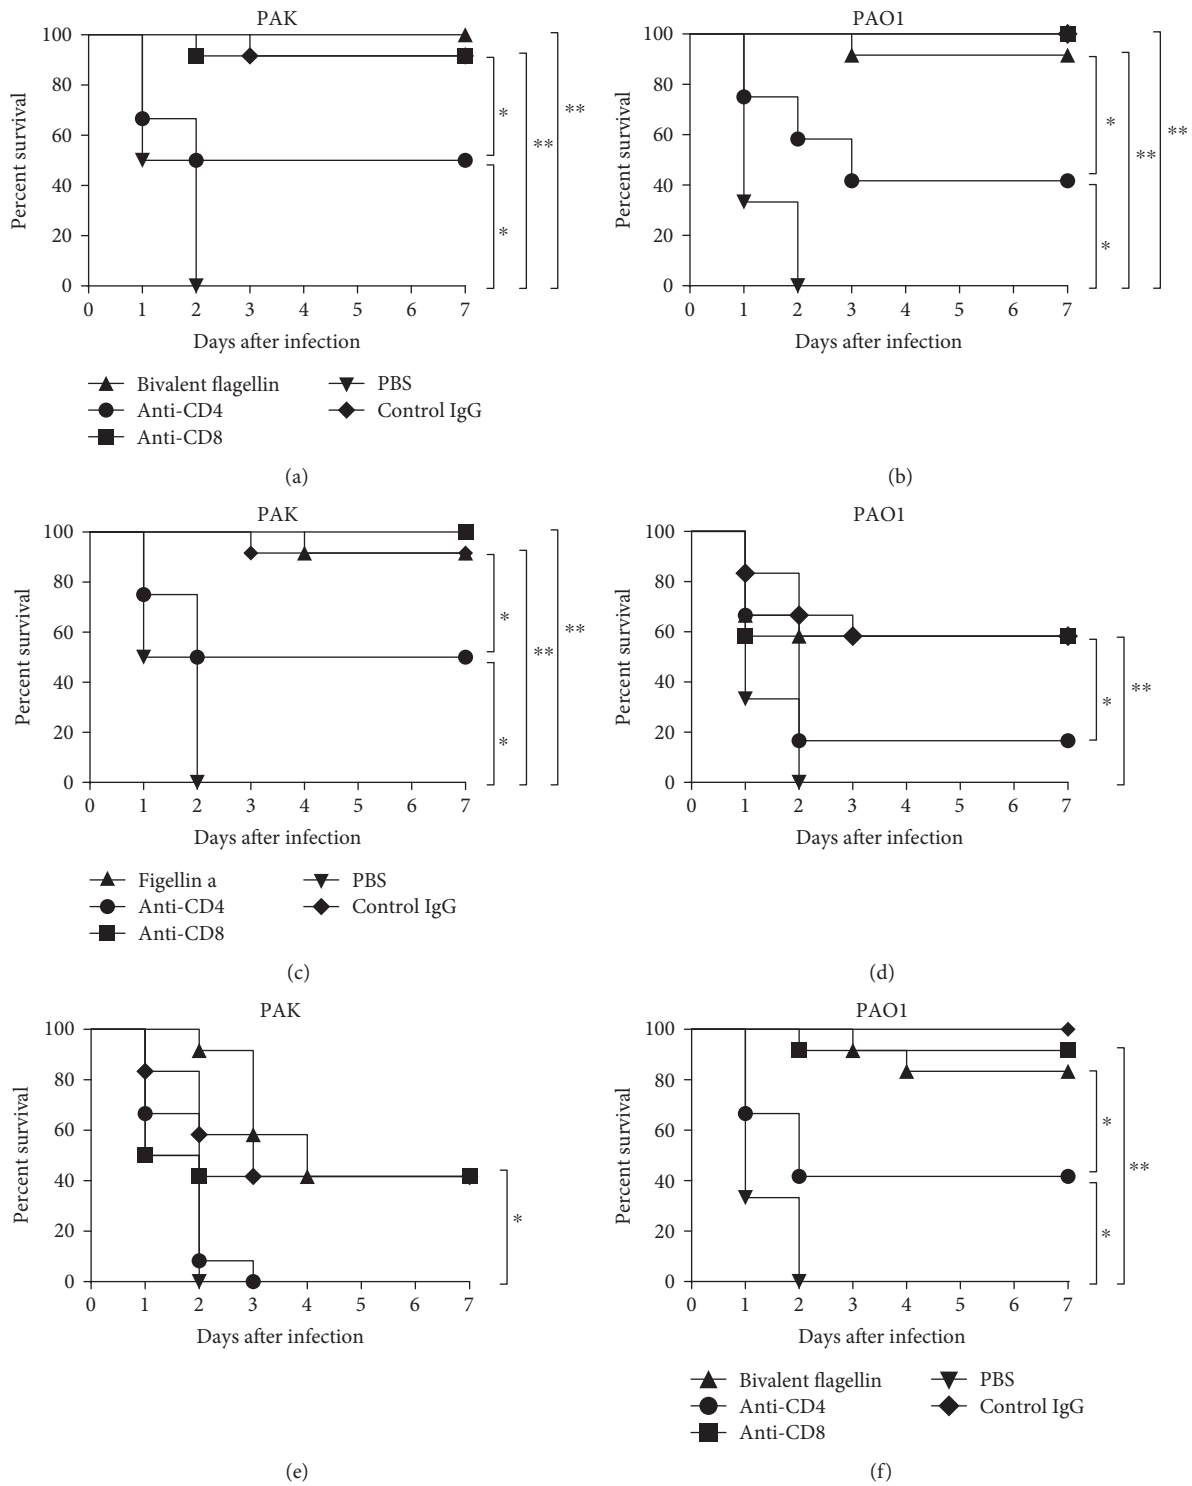 PAK
100
80
60
40
20
0
Percent survival
0 1 2 3 4 5 6 7
Days after infection
*
*
**
**
Bivalent flagellin
Anti-CD4
Anti-CD8
PBS
Control IgG
(a)
PAO1
100
80
60
40
20
0
Percent survival
0 1 2 3 4 5 6 7
Days after infection
*
*
**
**
(b)
PAK
100
80
60
40
20
0
Percent survival
0 1 2 3 4 5 6 7
Days after infection
*
*
**
**
Figellin a
Anti-CD4
Anti-CD8
PBS
Control IgG
(c)
PAO1
100
80
60
40
20
0
Percent survival
0 1 2 3 4 5 6 7
Days after infection
*
**
(d)
PAK
100
80
60
40
20
0
Percent survival
0 1 2 3 4 5 6 7
Days after infection
*
(e)
PAO1
100
80
60
40
20
0
Percent survival
0 1 2 3 4 5 6 7
Days after infection
*
*
**
Bivalent flagellin
Anti-CD4
Anti-CD8
PBS
Control IgG
(f)